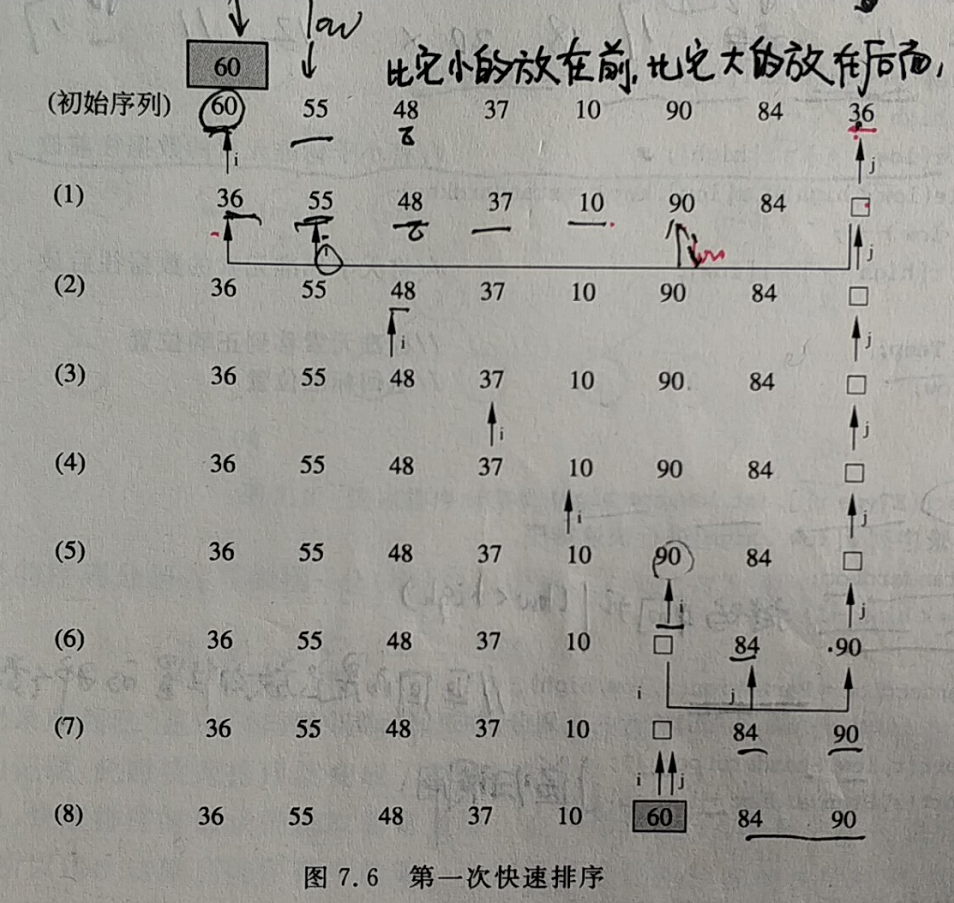 low
60
比它小的放在前,比它大的放在后面,
(初始序列) 60 55 48 37 10 90 84 36
i j
(1) 36 55 48 37 10 90 84 □
j
(2) 36 55 48 37 10 90 84 □
i j
(3) 36 55 48 37 10 90 84 □
i j
(4) 36 55 48 37 10 90 84 □
i j
(5) 36 55 48 37 10 90 84 □
i j
(6) 36 55 48 37 10 □ 84 90
i j
(7) 36 55 48 37 10 □ 84 90
i j
(8) 36 55 48 37 10 60 84 90
图 7.6 第一次快速排序